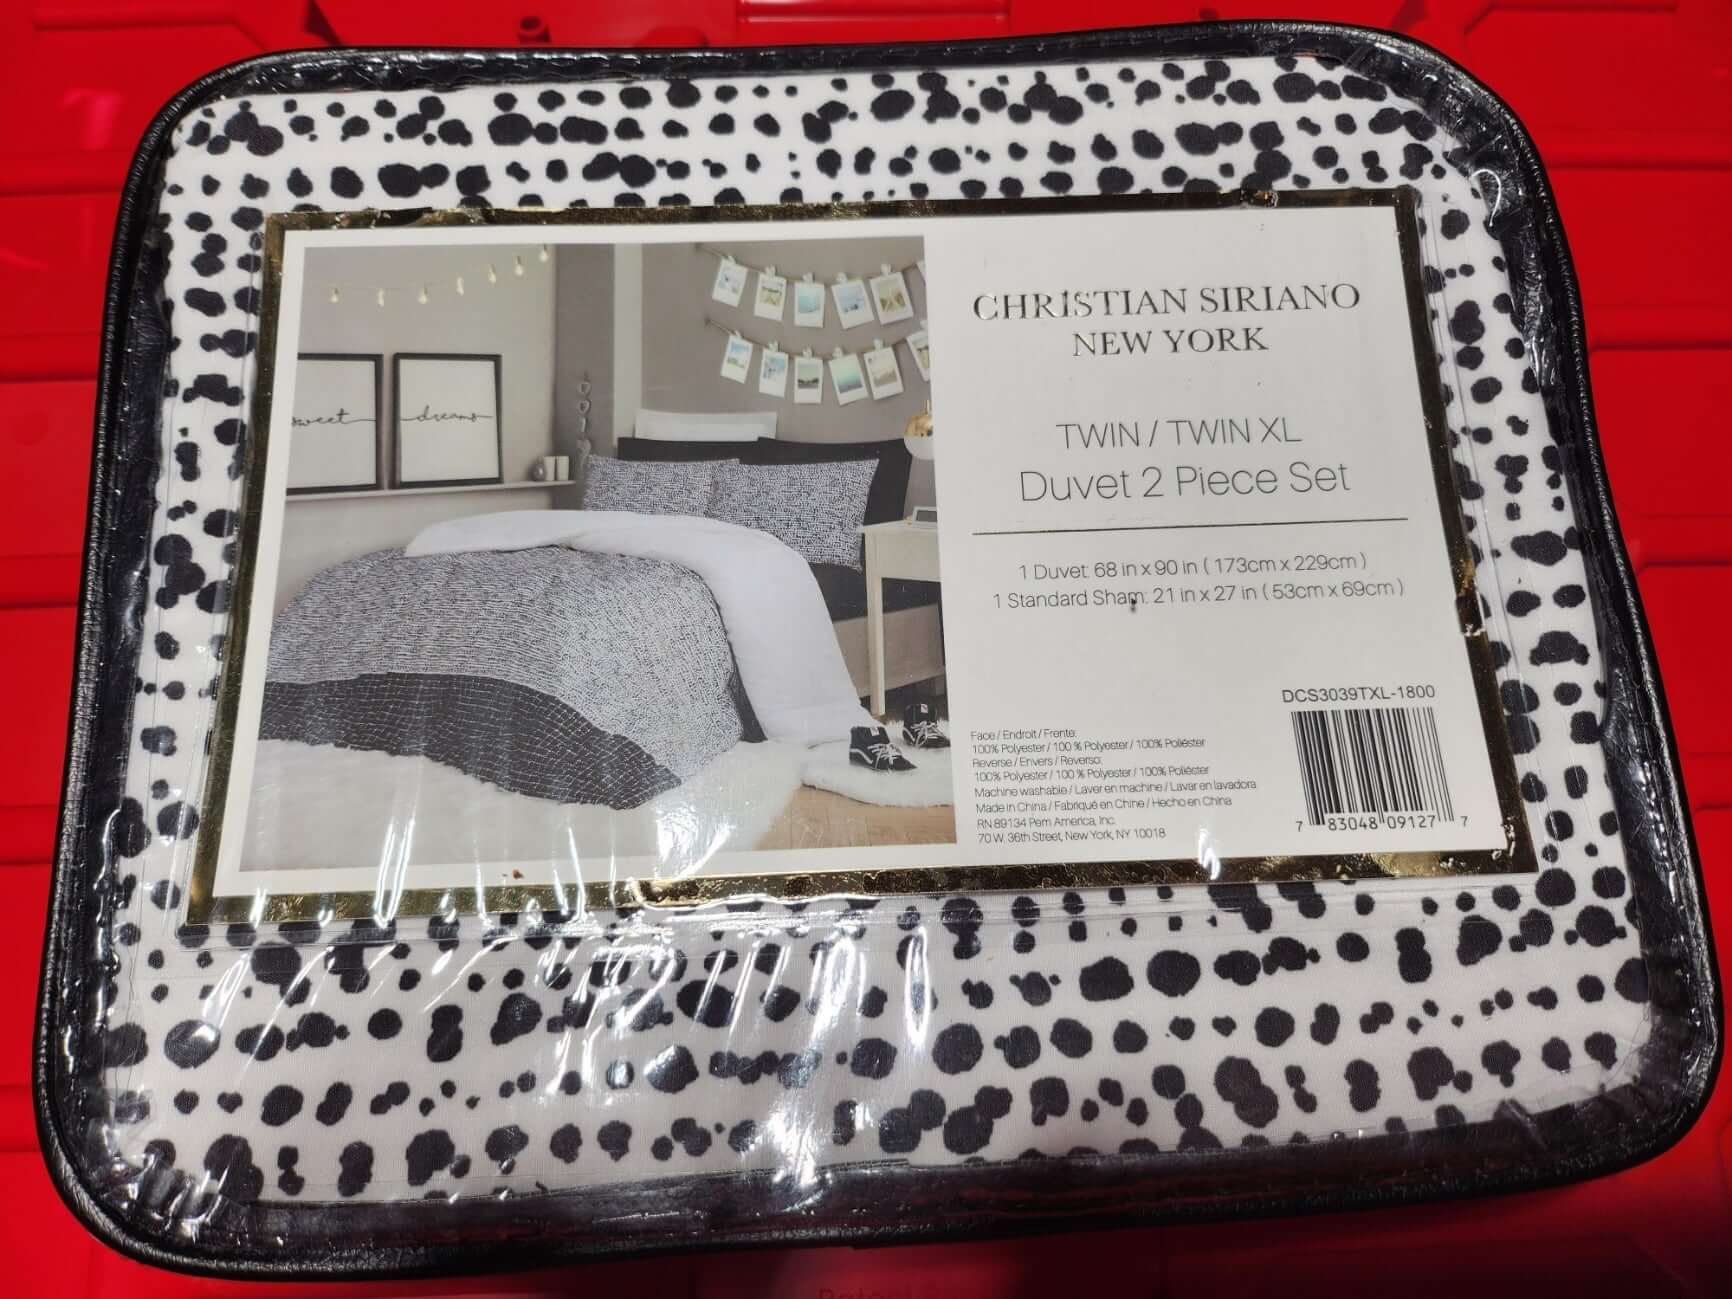 sweet
dreams
CHRISTIAN SIRIANO
NEW YORK
TWIN / TWIN XL
Duvet 2 Piece Set
1 Duvet: 68 in x 90 in ( 173cm x 229cm )
1 Standard Sham: 21 in x 27 in ( 53cm x 69cm )
DCS3039TXL-1800
Face / Endroit / Frente:
100% Polyester / 100 % Polyester / 100% Poliéster
Reverse / Envers / Reverso:
100% Polyester / 100 % Polyester / 100% Poliéster
Machine washable / Laver en machine / Lavar en lavadora
Made in China / Fabriqué en Chine / Hecho en China
RN 89134 Pem America, Inc.
70 W. 36th Street, New York, NY 10018
7 83048 09127 7